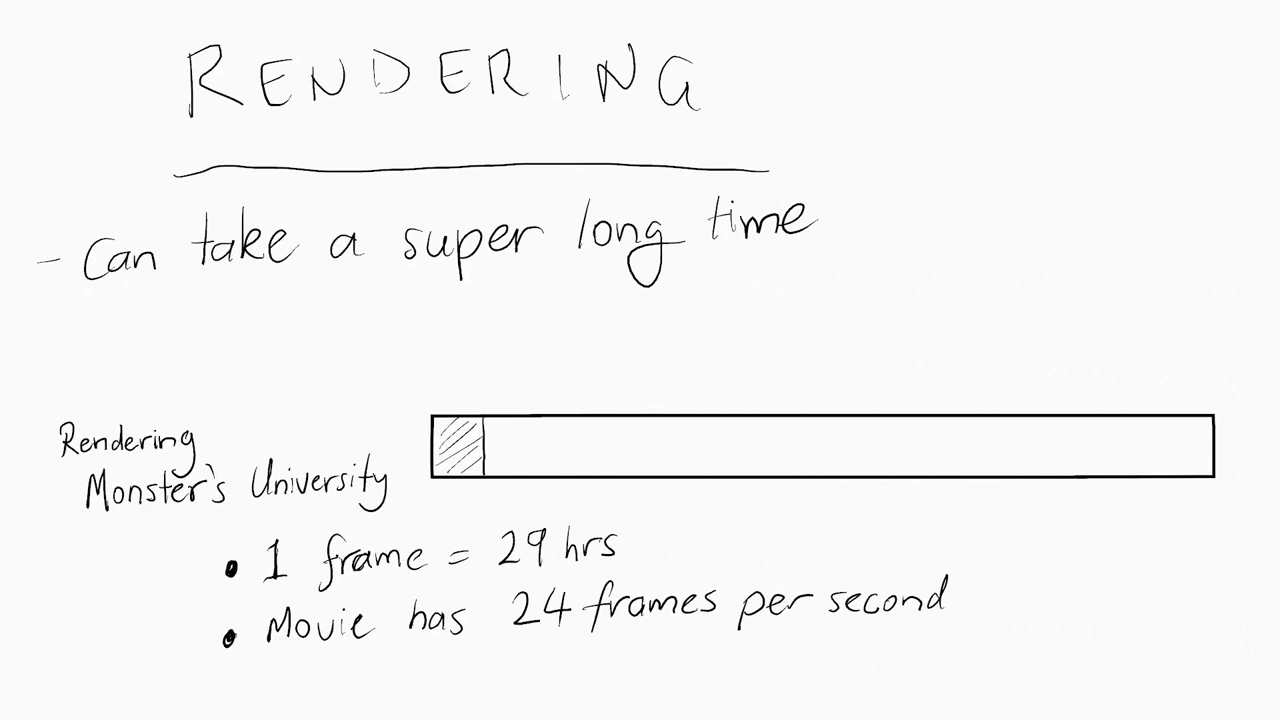 RENDERING
- Can take a super long time
Rendering
Monster's University
• 1 frame = 29 hrs
• Movie has 24 frames per second